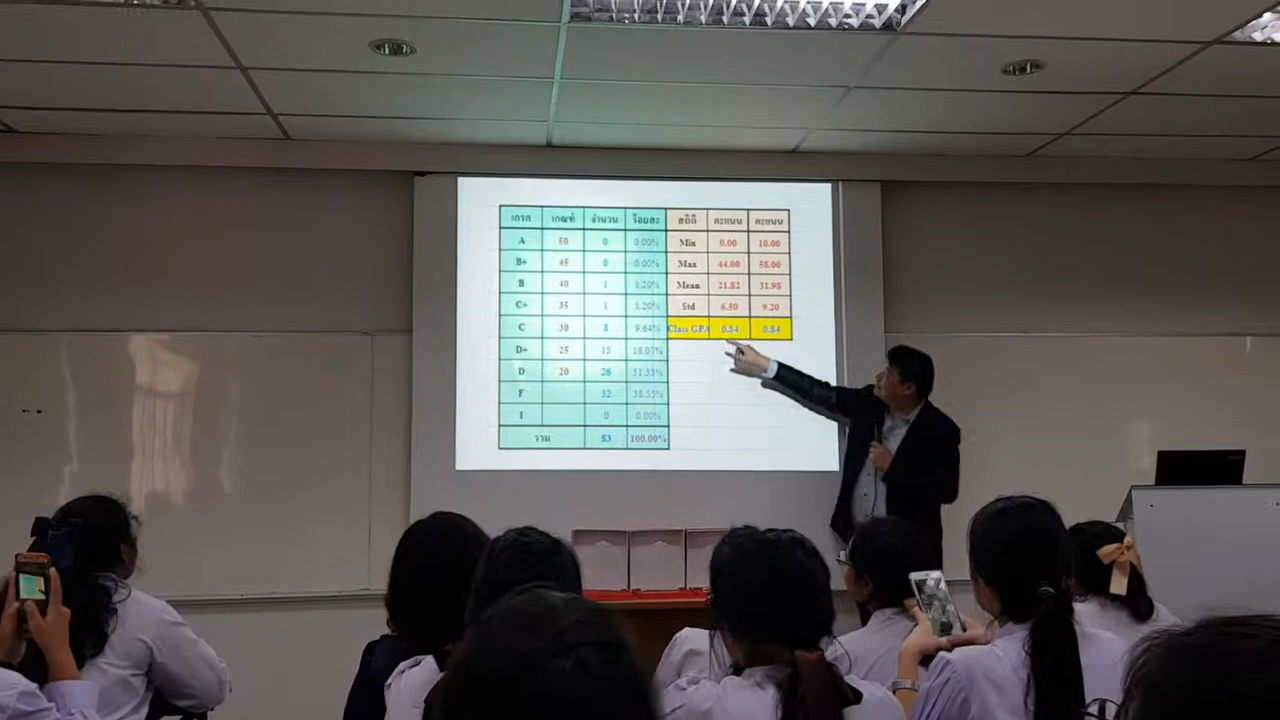 เกรด เกณฑ์ จำนวน ร้อยละ สถิติ คะแนน คะแนน
A 50 0 0.00% Min 0.00 10.00
B+ 45 0 0.00% Max 44.00 58.00
B 40 1 1.20% Mean 21.82 31.98
C+ 35 1 1.20% Std 6.50 9.20
C 30 8 9.64% Class GPA 0.84 0.84
D+ 25 15 18.07%
D 20 26 31.33%
F 32 38.55%
I 0 0.00%
รวม 83 100.00%